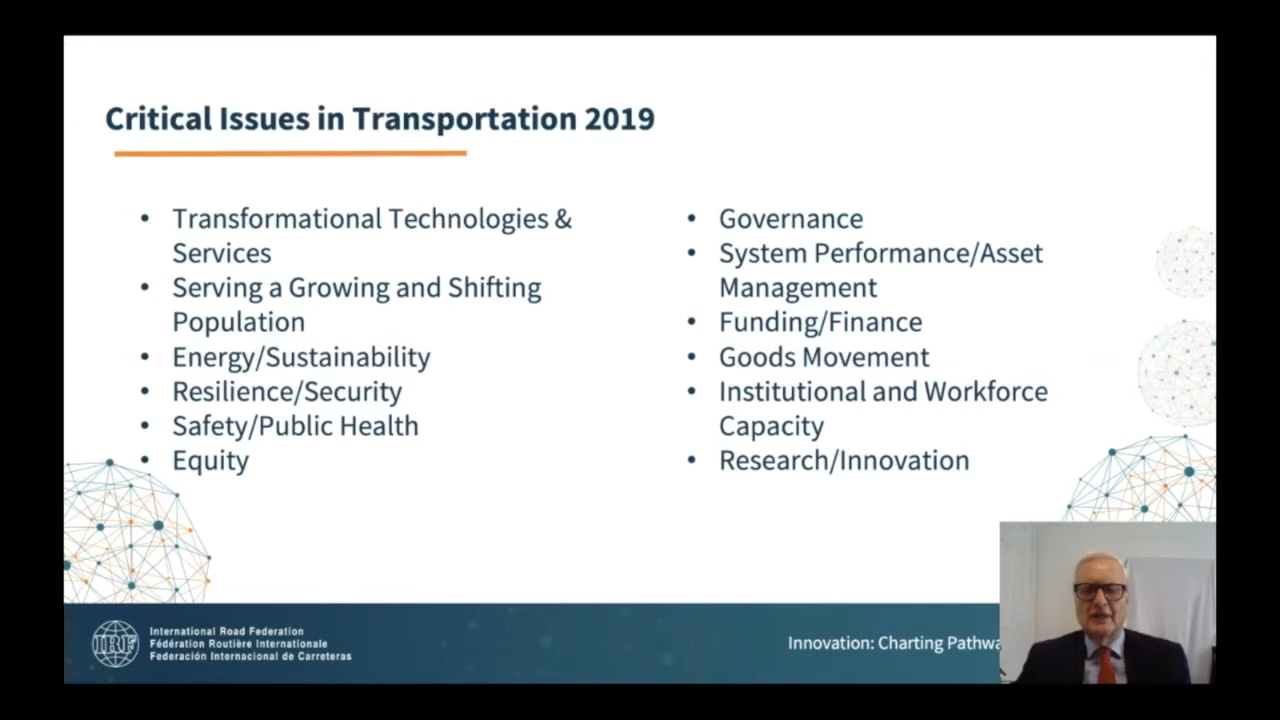 Critical Issues in Transportation 2019
• Transformational Technologies &
Services
• Serving a Growing and Shifting
Population
• Energy/Sustainability
• Resilience/Security
• Safety/Public Health
• Equity
• Governance
• System Performance/Asset
Management
• Funding/Finance
• Goods Movement
• Institutional and Workforce
Capacity
• Research/Innovation
IRF
International Road Federation
Fédération Routière Internationale
Federación Internacional de Carreteras
Innovation: Charting Pathwa